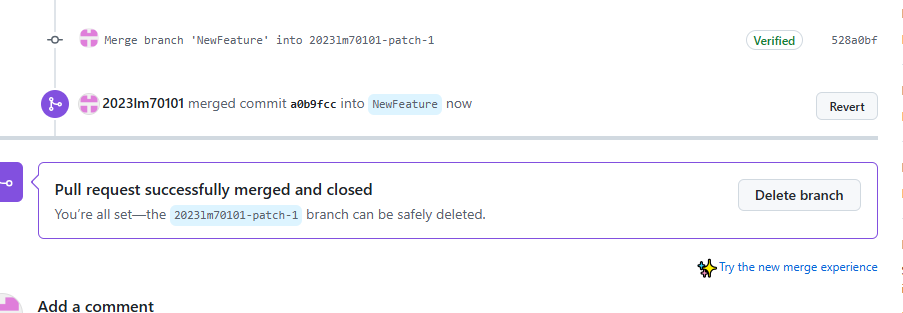 Merge branch 'NewFeature' into 2023lm70101-patch-1 Verified 528a0bf
2023lm70101 merged commit a0b9fcc into NewFeature now Revert
Pull request successfully merged and closed
You're all set—the 2023lm70101-patch-1 branch can be safely deleted.
Delete branch
Try the new merge experience
Add a comment